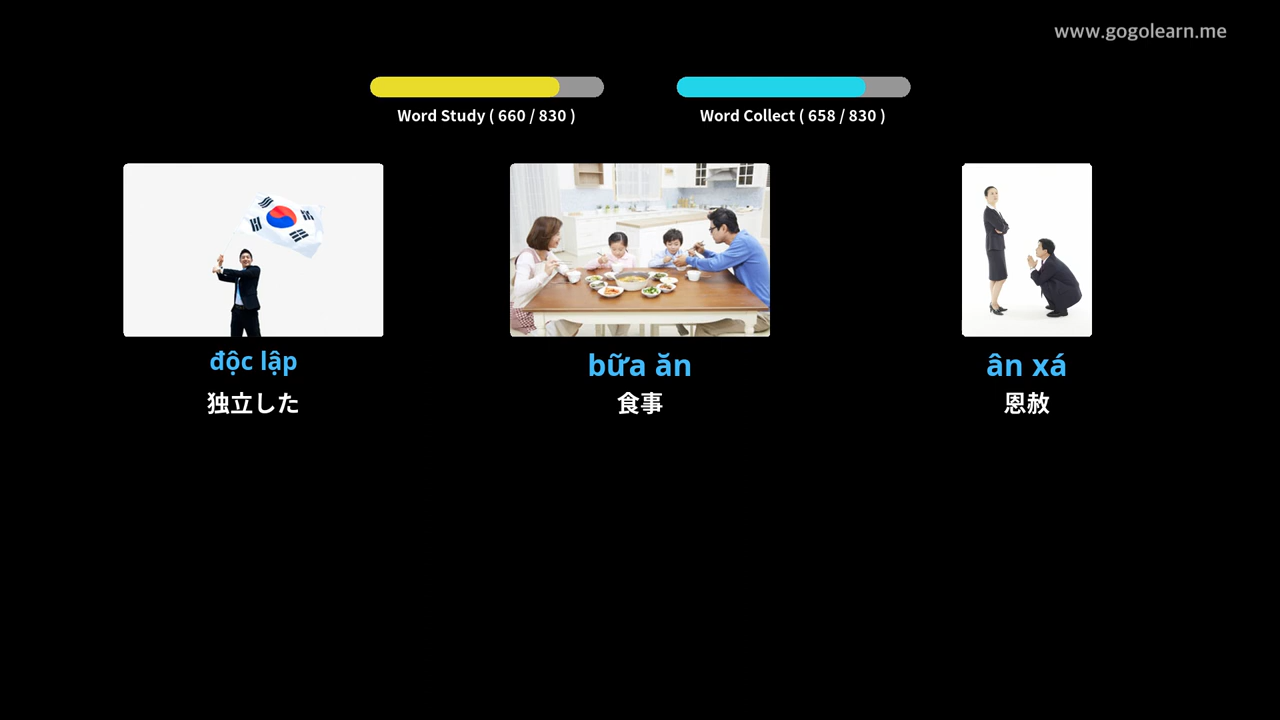 www.gogolearn.me
Word Study ( 660 / 830 )
Word Collect ( 658 / 830 )
độc lập
bữa ăn
ân xá
独立した
食事
恩赦